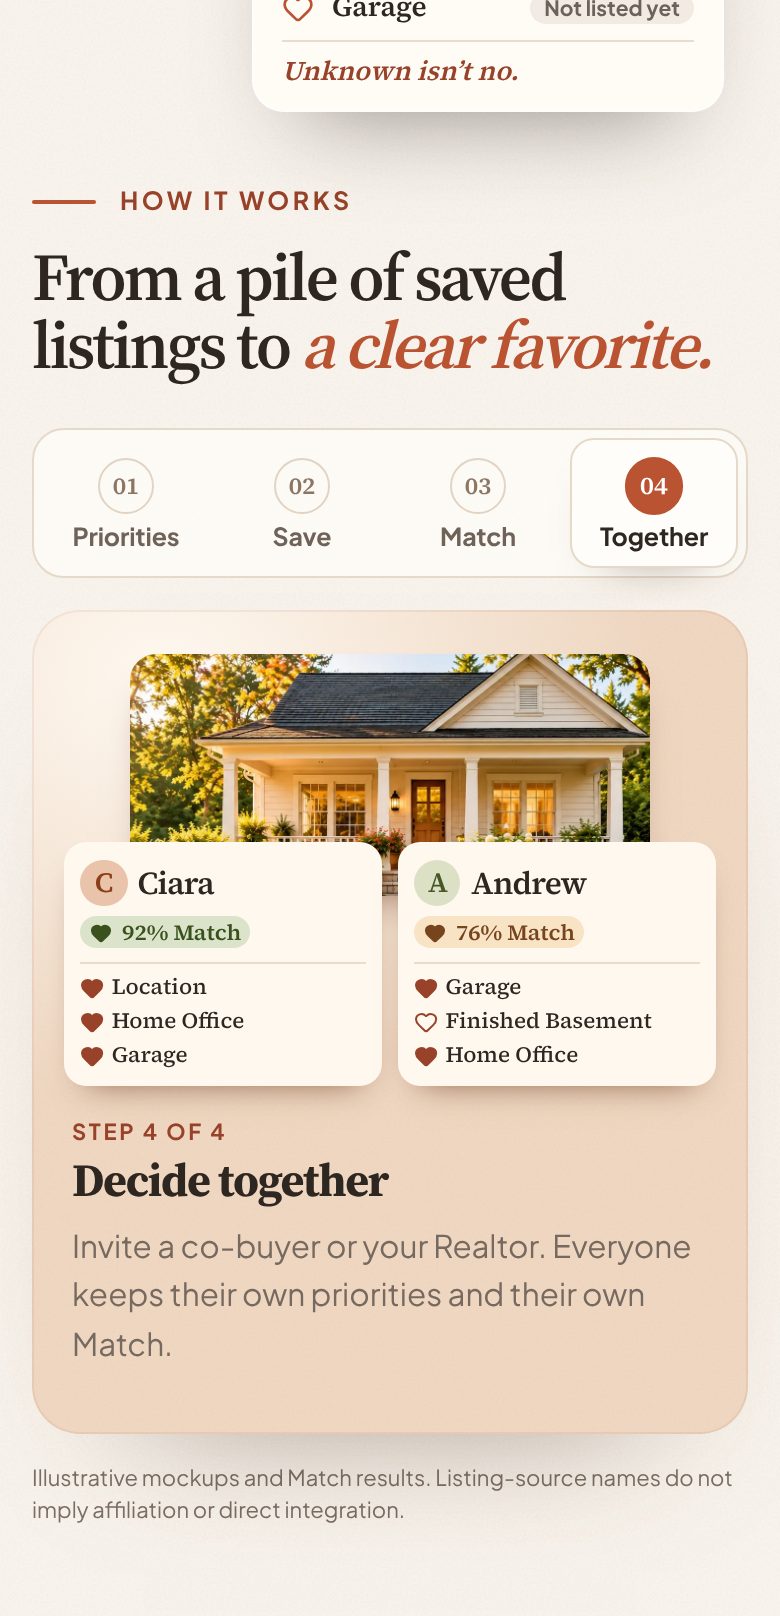 Garage
Not listed yet
Unknown isn’t no.
HOW IT WORKS
From a pile of saved
listings to a clear favorite.
01
Priorities
02
Save
03
Match
04
Together
C
Ciara
92% Match
Location
Home Office
Garage
A
Andrew
76% Match
Garage
Finished Basement
Home Office
STEP 4 OF 4
Decide together
Invite a co-buyer or your Realtor. Everyone
keeps their own priorities and their own
Match.
Illustrative mockups and Match results. Listing-source names do not
imply affiliation or direct integration.